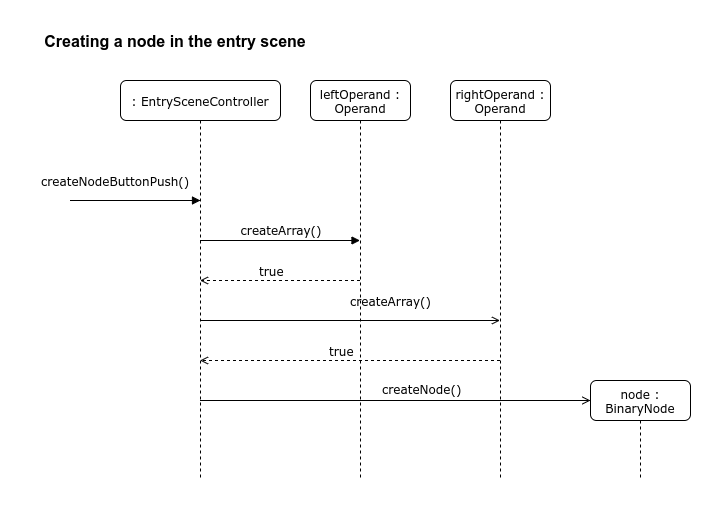 Creating a node in the entry scene
: EntrySceneController
leftOperand :
Operand
rightOperand :
Operand
createNodeButtonPush()
createArray()
true
createArray()
true
createNode()
node :
BinaryNode